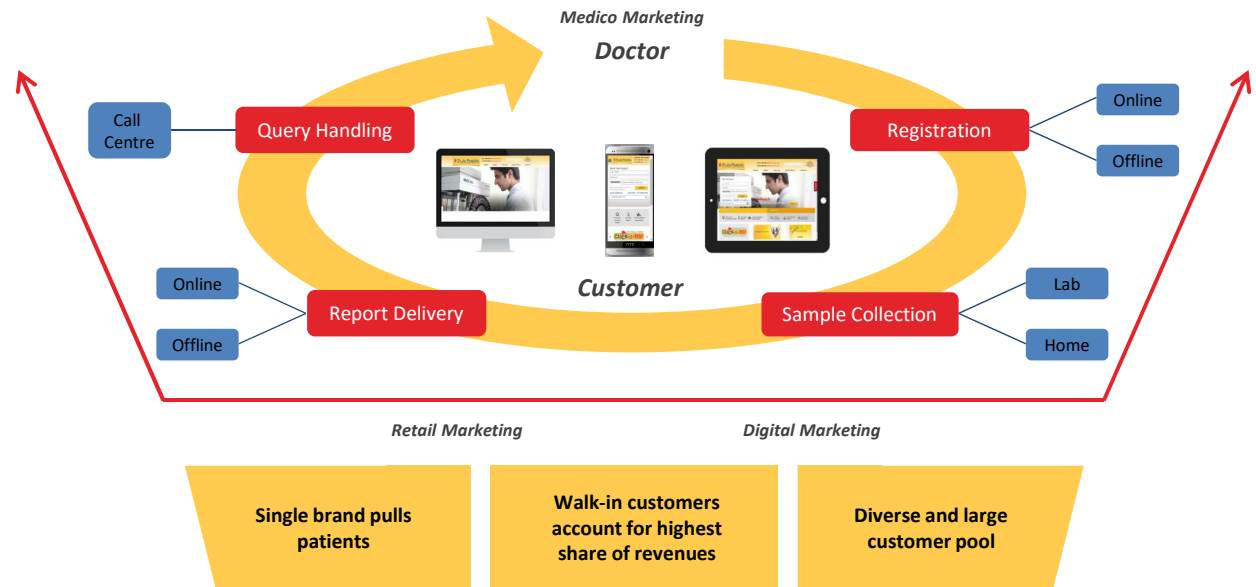 Medico Marketing
Doctor
Call
Centre
Query Handling
Registration
Online
Offline
Customer
Online
Offline
Report Delivery
Sample Collection
Lab
Home
Retail Marketing
Digital Marketing
Single brand pulls
patients
Walk-in customers
account for highest
share of revenues
Diverse and large
customer pool